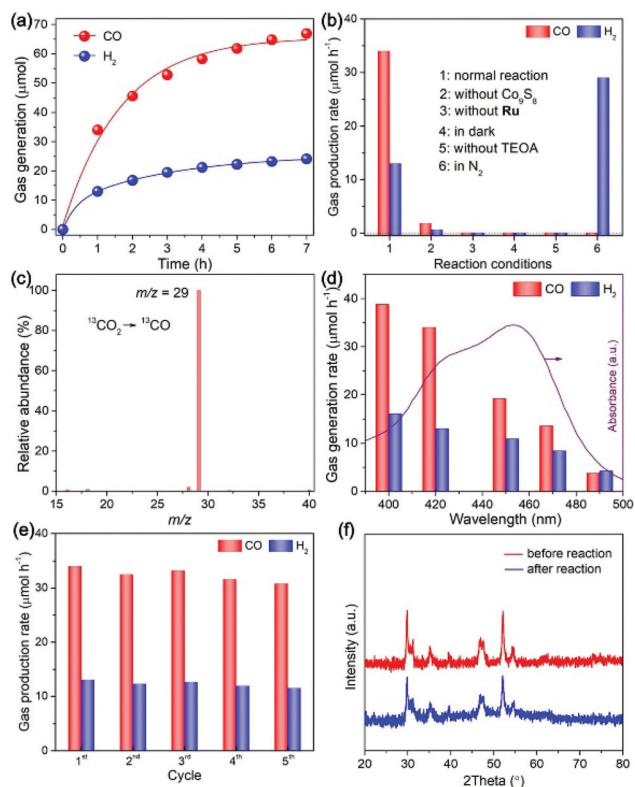 (a)
70
60
50
40
30
20
10
0
Gas generation (μmol)
CO
H2
0 1 2 3 4 5 6 7
Time (h)
(b)
CO H2
40
30
20
10
0
Gas production rate (μmol h⁻¹)
1: normal reaction
2: without Co9S8
3: without Ru
4: in dark
5: without TEOA
6: in N2
1 2 3 4 5 6
Reaction conditions
(c)
100
80
60
40
20
0
Relative abundance (%)
m/z = 29
¹³CO2 → ¹³CO
15 20 25 30 35 40
m/z
(d)
CO H2
40
30
20
10
0
Gas generation rate (μmol h⁻¹)
Absorbance (a.u.)
400 420 440 460 480 500
Wavelength (nm)
(e)
CO H2
40
30
20
10
0
Gas production rate (μmol h⁻¹)
1st 2nd 3rd 4th 5th
Cycle
(f)
before reaction
after reaction
Intensity (a.u.)
20 30 40 50 60 70 80
2Theta (°)